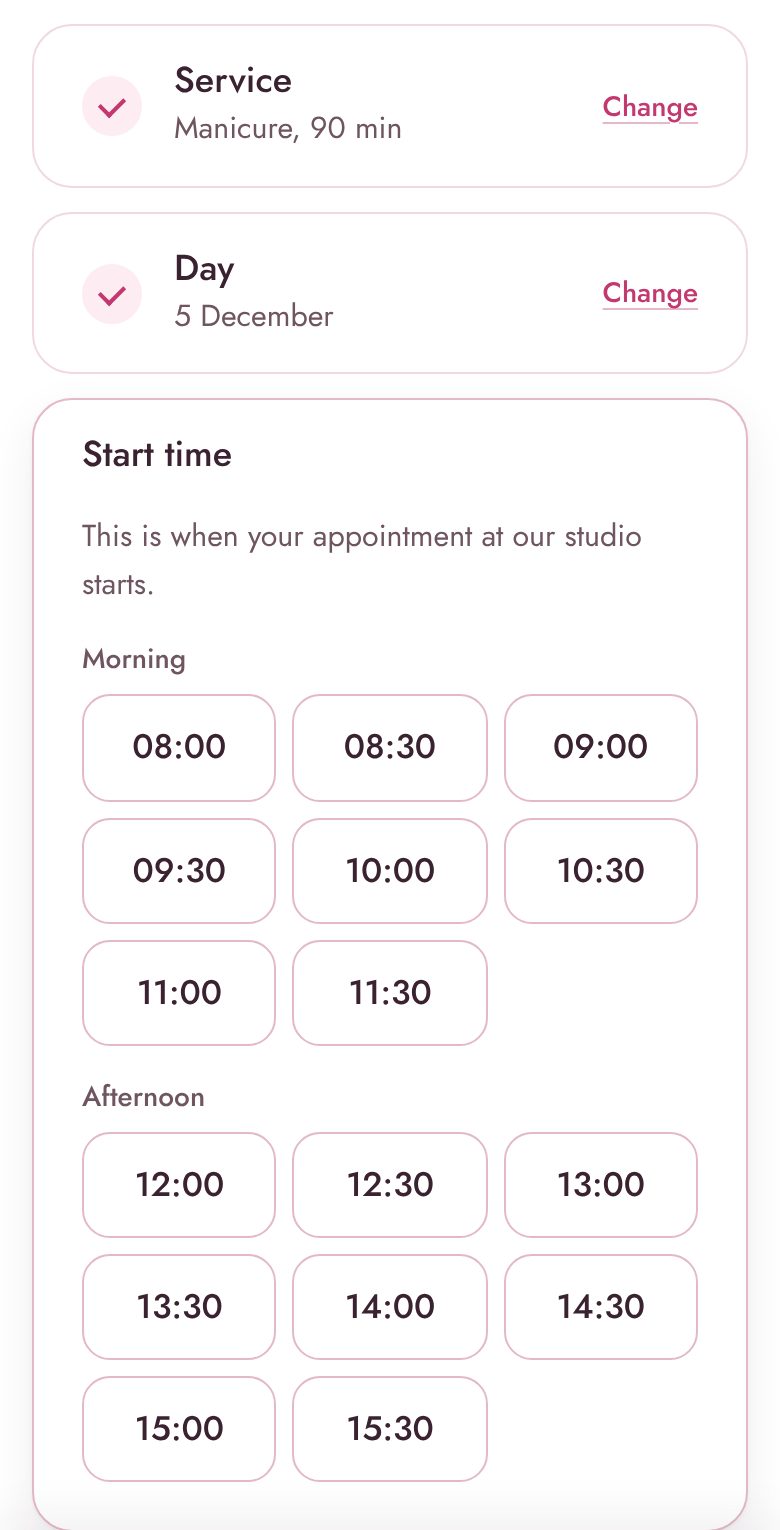 Service
Manicure, 90 min
Change
Day
5 December
Change
Start time
This is when your appointment at our studio
starts.
Morning
08:00 08:30 09:00
09:30 10:00 10:30
11:00 11:30
Afternoon
12:00 12:30 13:00
13:30 14:00 14:30
15:00 15:30